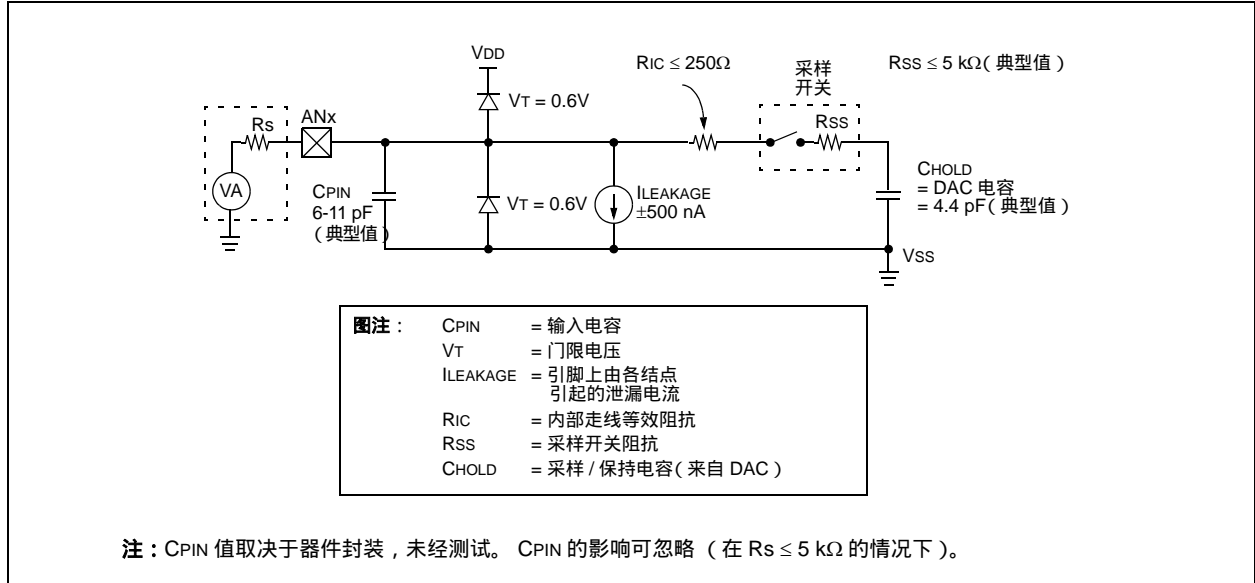 VDD
VT = 0.6V
RIC ≤ 250Ω
采样
开关
RSS ≤ 5 kΩ( 典型值 )
Rs
ANx
RSS
VA
CPIN
6-11 pF
( 典型值 )
VT = 0.6V
ILEAKAGE
±500 nA
CHOLD
= DAC 电容
= 4.4 pF( 典型值 )
VSS
图注 :
CPIN = 输入电容
VT = 门限电压
ILEAKAGE = 引脚上由各结点
引起的泄漏电流
RIC = 内部走线等效阻抗
RSS = 采样开关阻抗
CHOLD = 采样 / 保持电容( 来自 DAC )
注 : CPIN 值取决于器件封装 , 未经测试。 CPIN 的影响可忽略 ( 在 Rs ≤ 5 kΩ 的情况下 )。